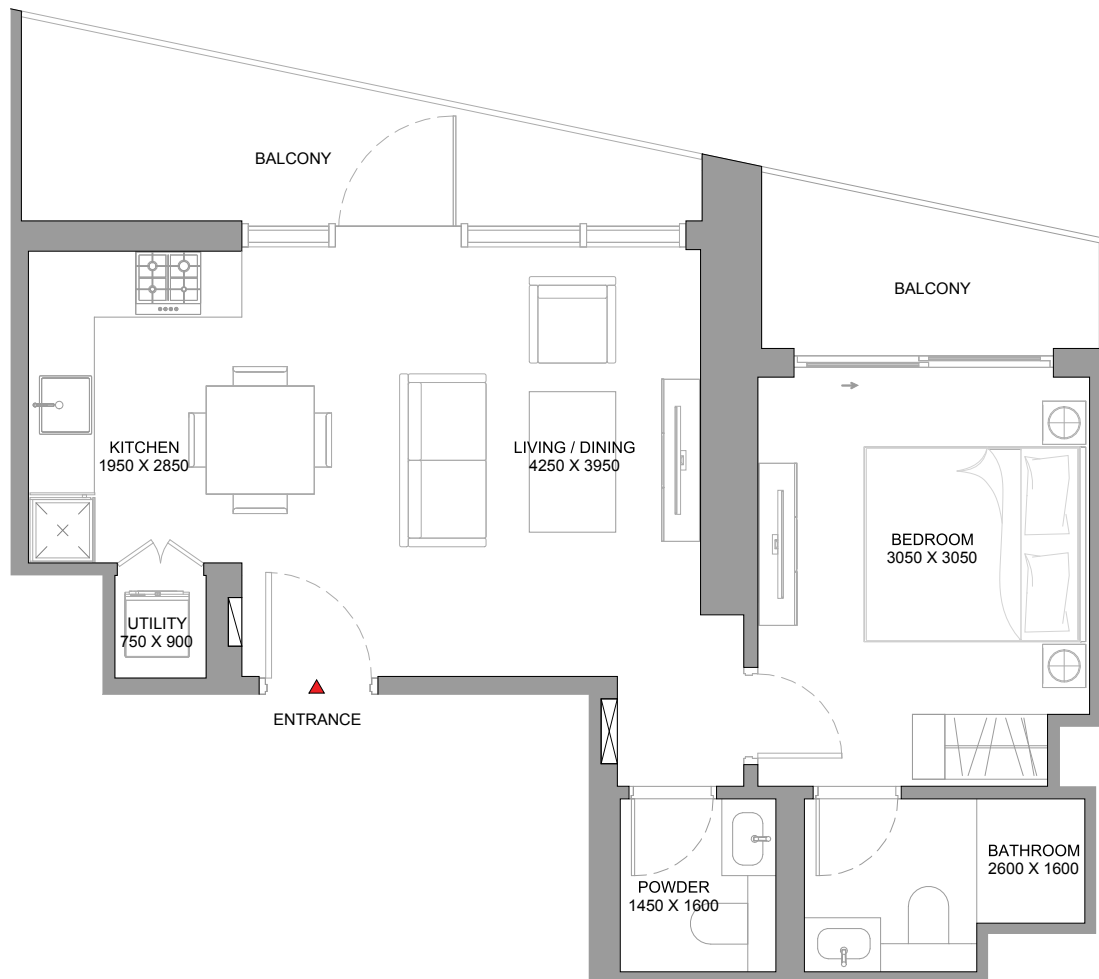 BALCONY
BALCONY
KITCHEN
1950 X 2850
LIVING / DINING
4250 X 3950
BEDROOM
3050 X 3050
UTILITY
750 X 900
ENTRANCE
BATHROOM
2600 X 1600
POWDER
1450 X 1600